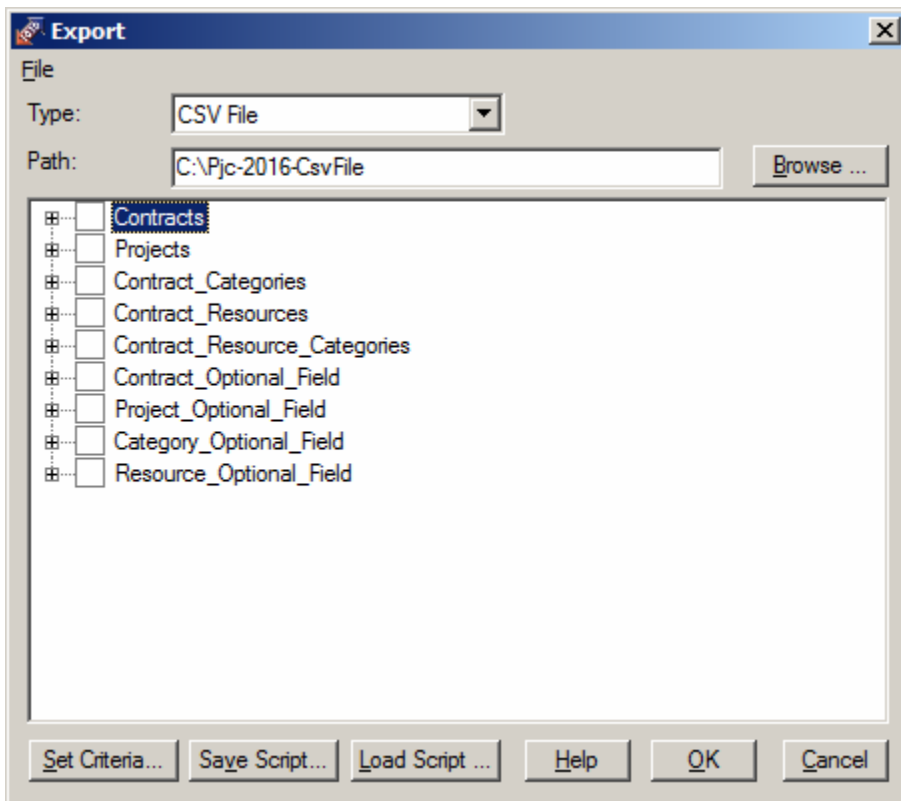 Export
File
Type: CSV File
Path: C:\Pjc-2016-CsvFile Browse ...
Contracts
Projects
Contract_Categories
Contract_Resources
Contract_Resource_Categories
Contract_Optional_Field
Project_Optional_Field
Category_Optional_Field
Resource_Optional_Field
Set Criteria... Save Script... Load Script ... Help OK Cancel